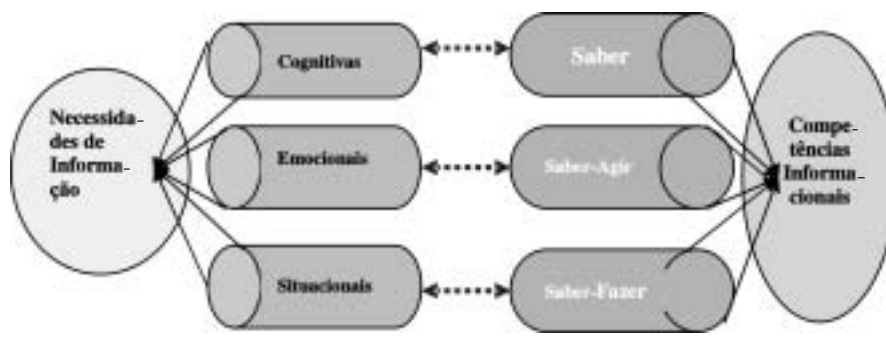 Necessida-
des de
Informa-
ção
Cognitivas
Emocionais
Situacionais
Saber
Saber-Agir
Saber-Fazer
Compe-
tências
Informa-
cionais